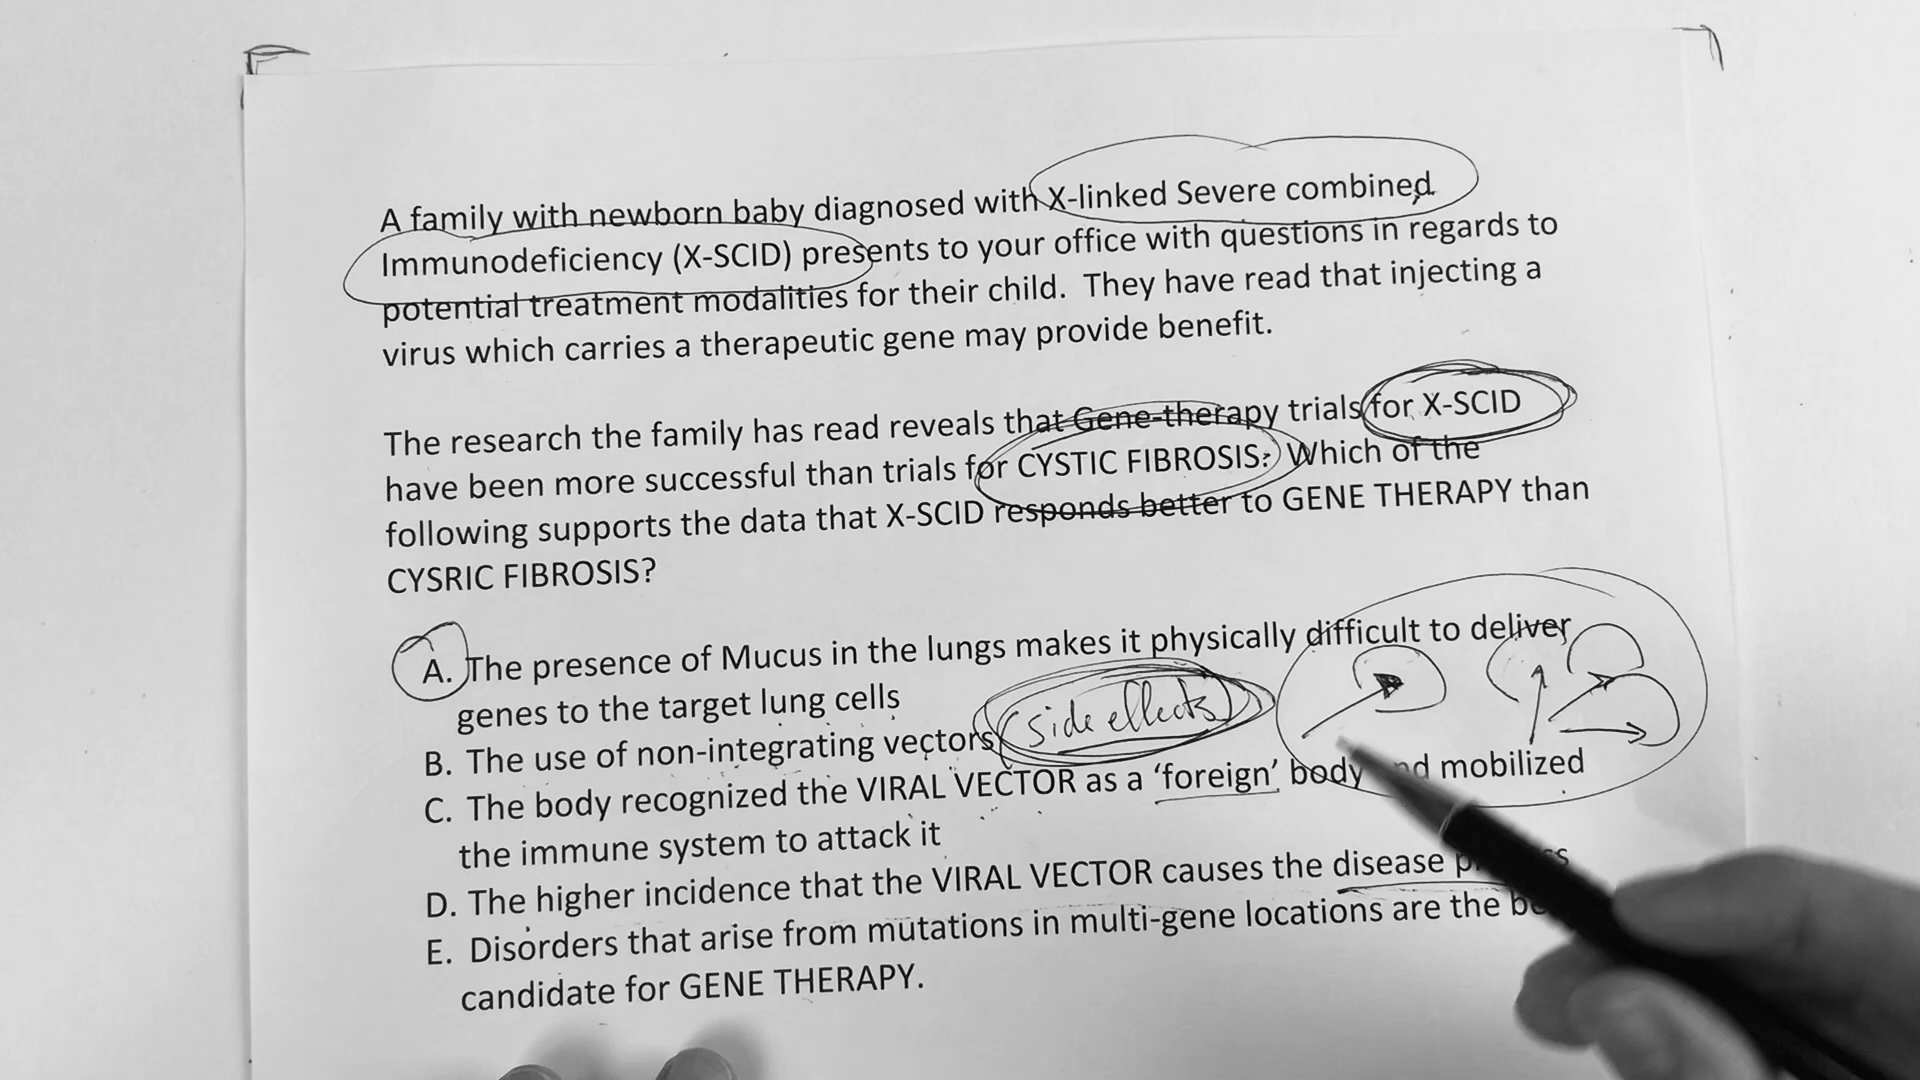 A family with newborn baby diagnosed with X-linked Severe combined
Immunodeficiency (X-SCID) presents to your office with questions in regards to
potential treatment modalities for their child. They have read that injecting a
virus which carries a therapeutic gene may provide benefit.
The research the family has read reveals that Gene-therapy trials for X-SCID
have been more successful than trials for CYSTIC FIBROSIS. Which of the
following supports the data that X-SCID responds better to GENE THERAPY than
CYSRIC FIBROSIS?
A. The presence of Mucus in the lungs makes it physically difficult to deliver
genes to the target lung cells
B. The use of non-integrating vectors (side effects)
C. The body recognized the VIRAL VECTOR as a ‘foreign’ body and mobilized
the immune system to attack it
D. The higher incidence that the VIRAL VECTOR causes the disease
E. Disorders that arise from mutations in multi-gene locations are the
candidate for GENE THERAPY.